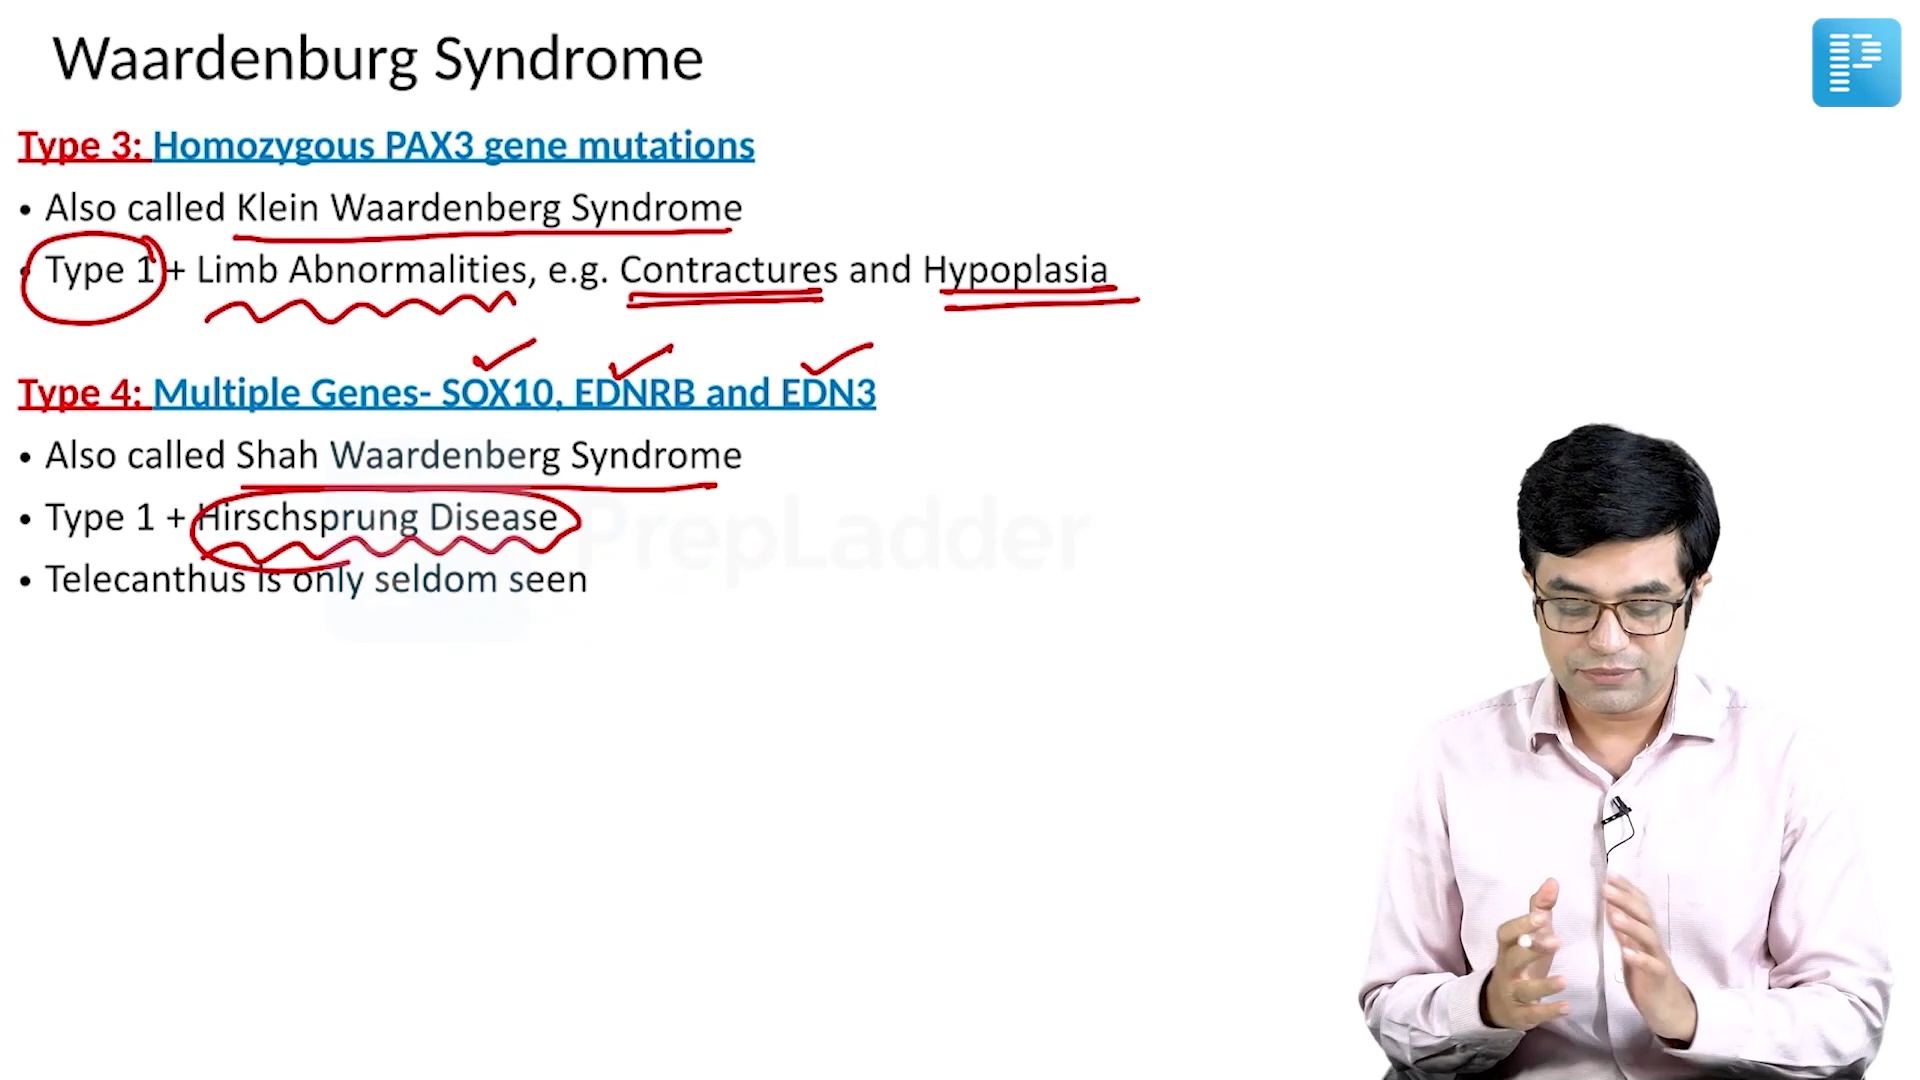 Waardenburg Syndrome
Type 3: Homozygous PAX3 gene mutations
• Also called Klein Waardenberg Syndrome
• Type 1 + Limb Abnormalities, e.g. Contractures and Hypoplasia
Type 4: Multiple Genes- SOX10, EDNRB and EDN3
• Also called Shah Waardenberg Syndrome
• Type 1 + Hirschsprung Disease
• Telecanthus is only seldom seen
PrepLadder